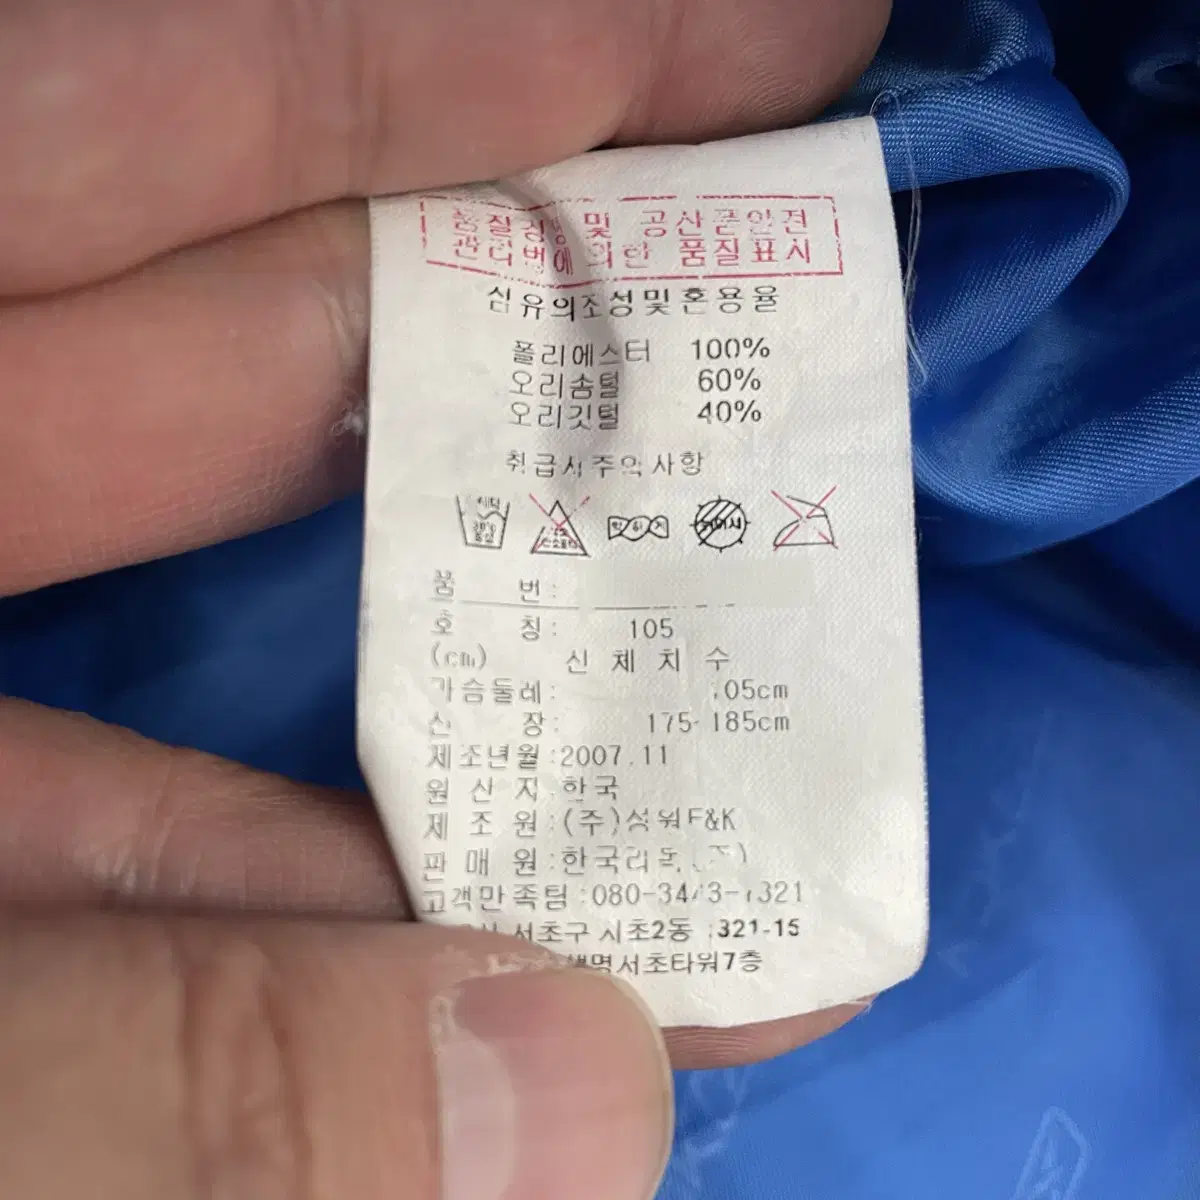 품질경영 및 공산품안전
관리법에 의한 품질표시
섬유의조성및혼용율
폴리에스터 100%
오리솜털 60%
오리깃털 40%
취급시주의사항
품 번:
호 칭: 105
(cm) 신체치수
가슴둘레: 05cm
신 장: 175-185cm
제조년월:2007.11
원 산 지:한국
제 조 원:(주)성원F&K
판 매 원:한국
고객만족팀:080-
서초구 서초2동 321-15
서초타워7층